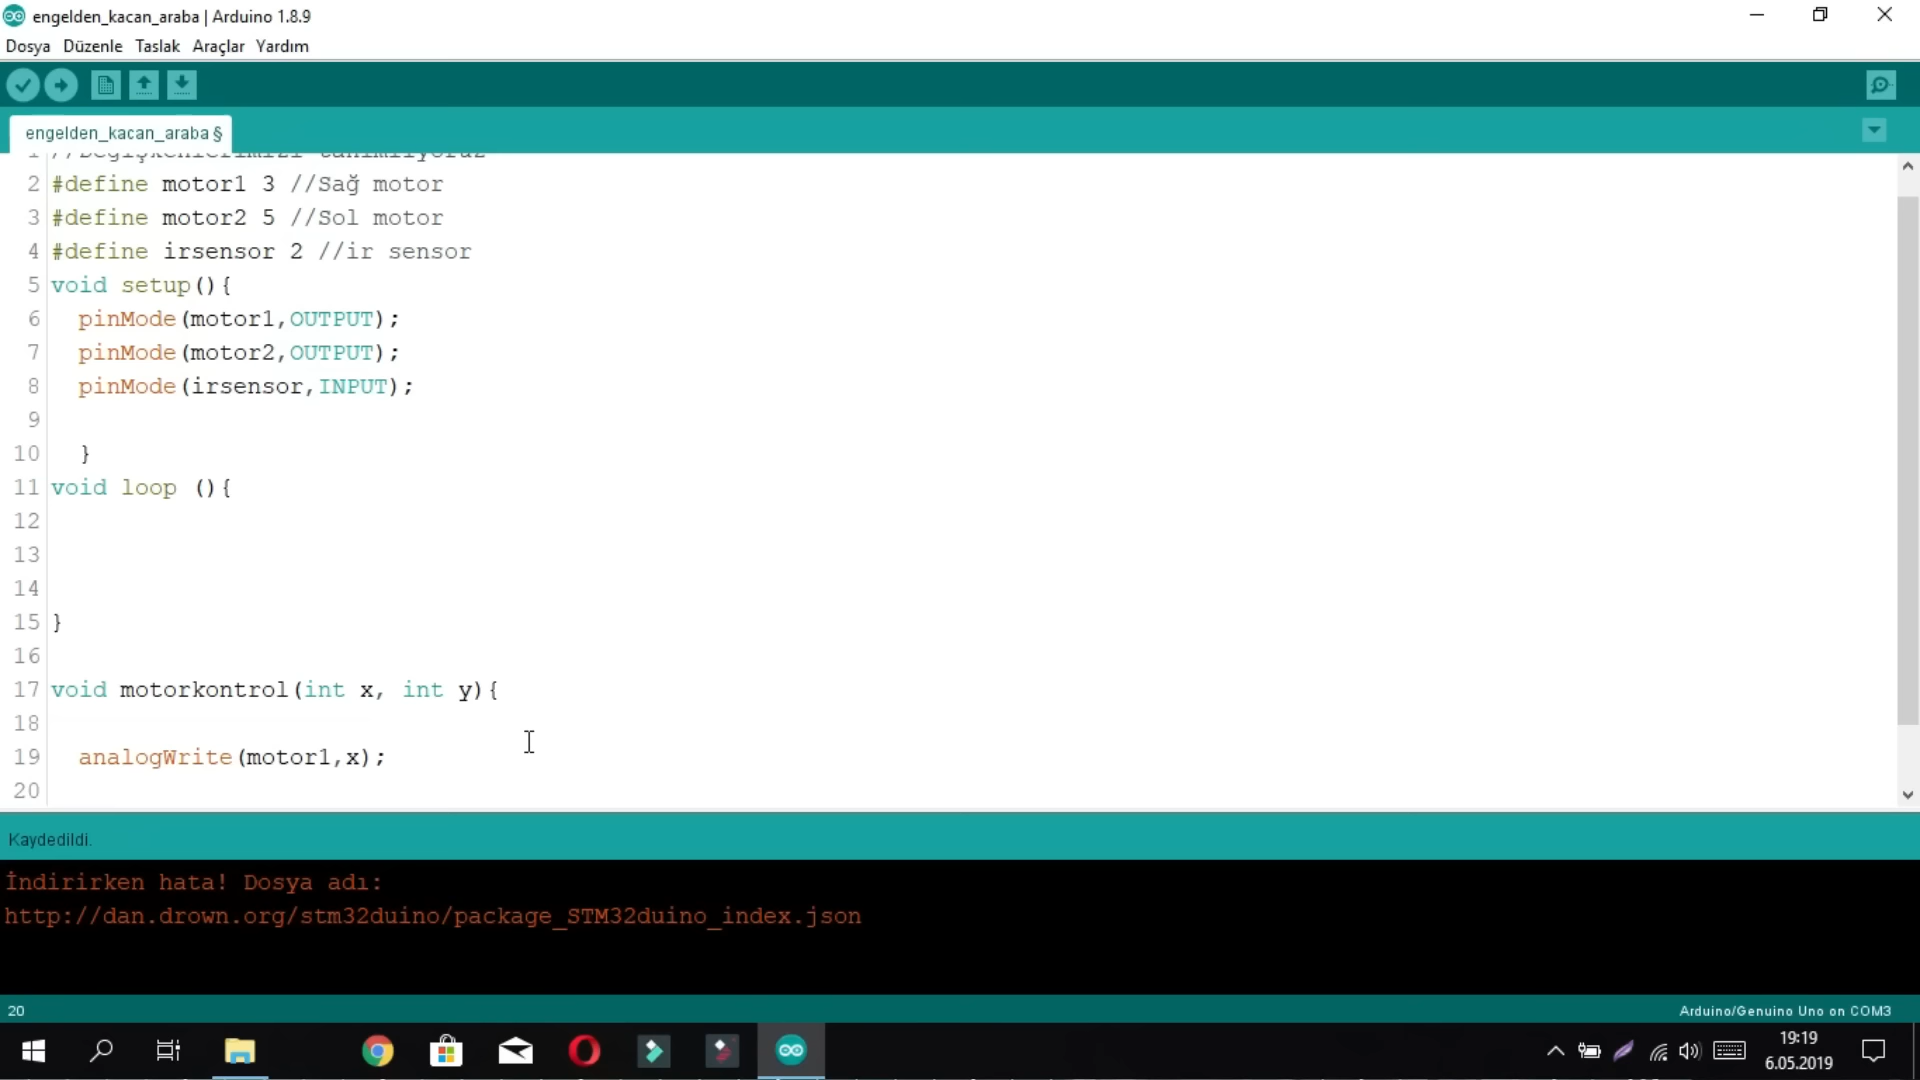 engelden_kacan_araba | Arduino 1.8.9
Dosya Düzenle Taslak Araçlar Yardım
engelden_kacan_araba §
1 //Değişkenlerimizi tanımlıyoruz
2 #define motor1 3 //Sağ motor
3 #define motor2 5 //Sol motor
4 #define irsensor 2 //ir sensor
5 void setup(){
6 pinMode(motor1,OUTPUT);
7 pinMode(motor2,OUTPUT);
8 pinMode(irsensor,INPUT);
9
10 }
11 void loop (){
12
13
14
15 }
16
17 void motorkontrol(int x, int y){
18
19 analogWrite(motor1,x);
20
Kaydedildi.
İndirirken hata! Dosya adı:
http://dan.drown.org/stm32duino/package_STM32duino_index.json
20
Arduino/Genuino Uno on COM3
19:19
6.05.2019